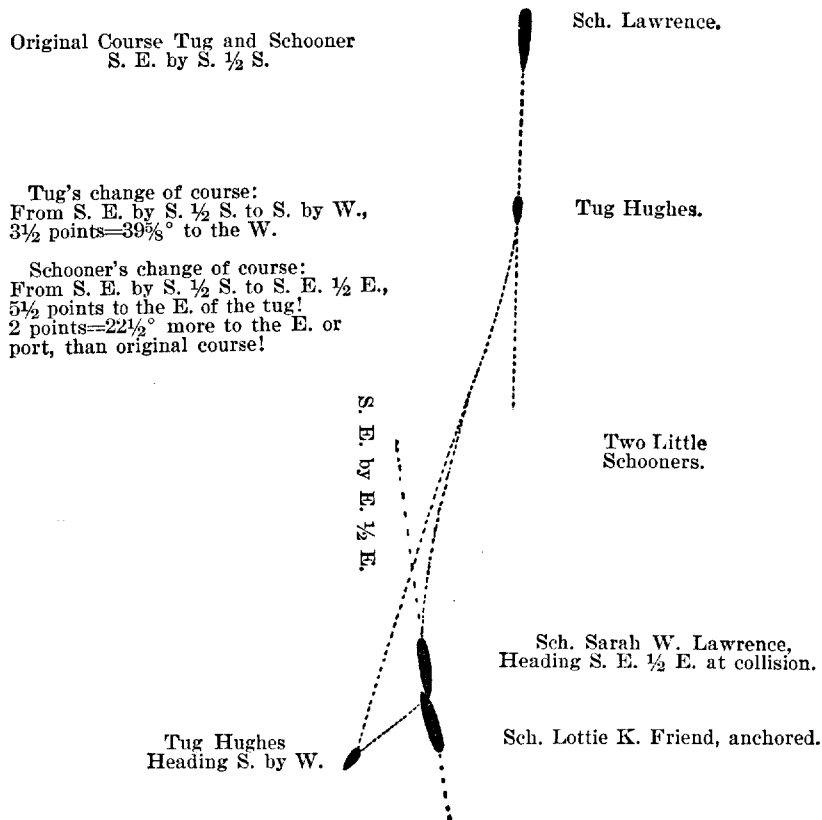 Original Course Tug and Schooner
S. E. by S. ½ S.
Sch. Lawrence.
Tug's change of course:
From S. E. by S. ½ S. to S. by W.,
3½ points=39⅝° to the W.
Tug Hughes.
Schooner's change of course:
From S. E. by S. ½ S. to S. E. ½ E.,
5½ points to the E. of the tug!
2 points=22½° more to the E. or
port, than original course!
S. E. by E. ½ E.
Two Little
Schooners.
Sch. Sarah W. Lawrence,
Heading S. E. ½ E. at collision.
Tug Hughes
Heading S. by W.
Sch. Lottie K. Friend, anchored.